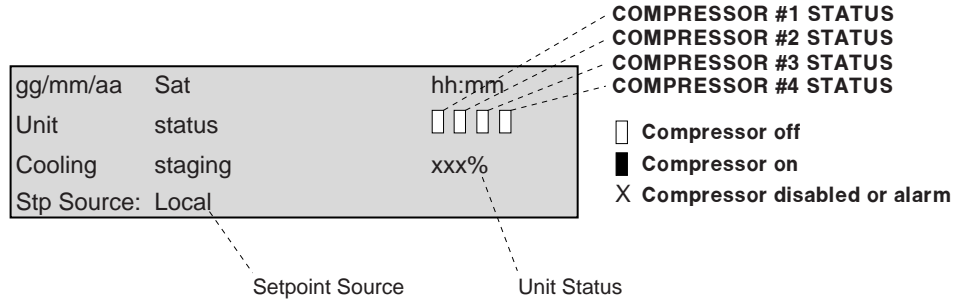 COMPRESSOR #1 STATUS
COMPRESSOR #2 STATUS
COMPRESSOR #3 STATUS
COMPRESSOR #4 STATUS
gg/mm/aa Sat hh:mm
Unit status
Cooling staging xxx%
Stp Source: Local
Compressor off
Compressor on
X Compressor disabled or alarm
Setpoint Source Unit Status